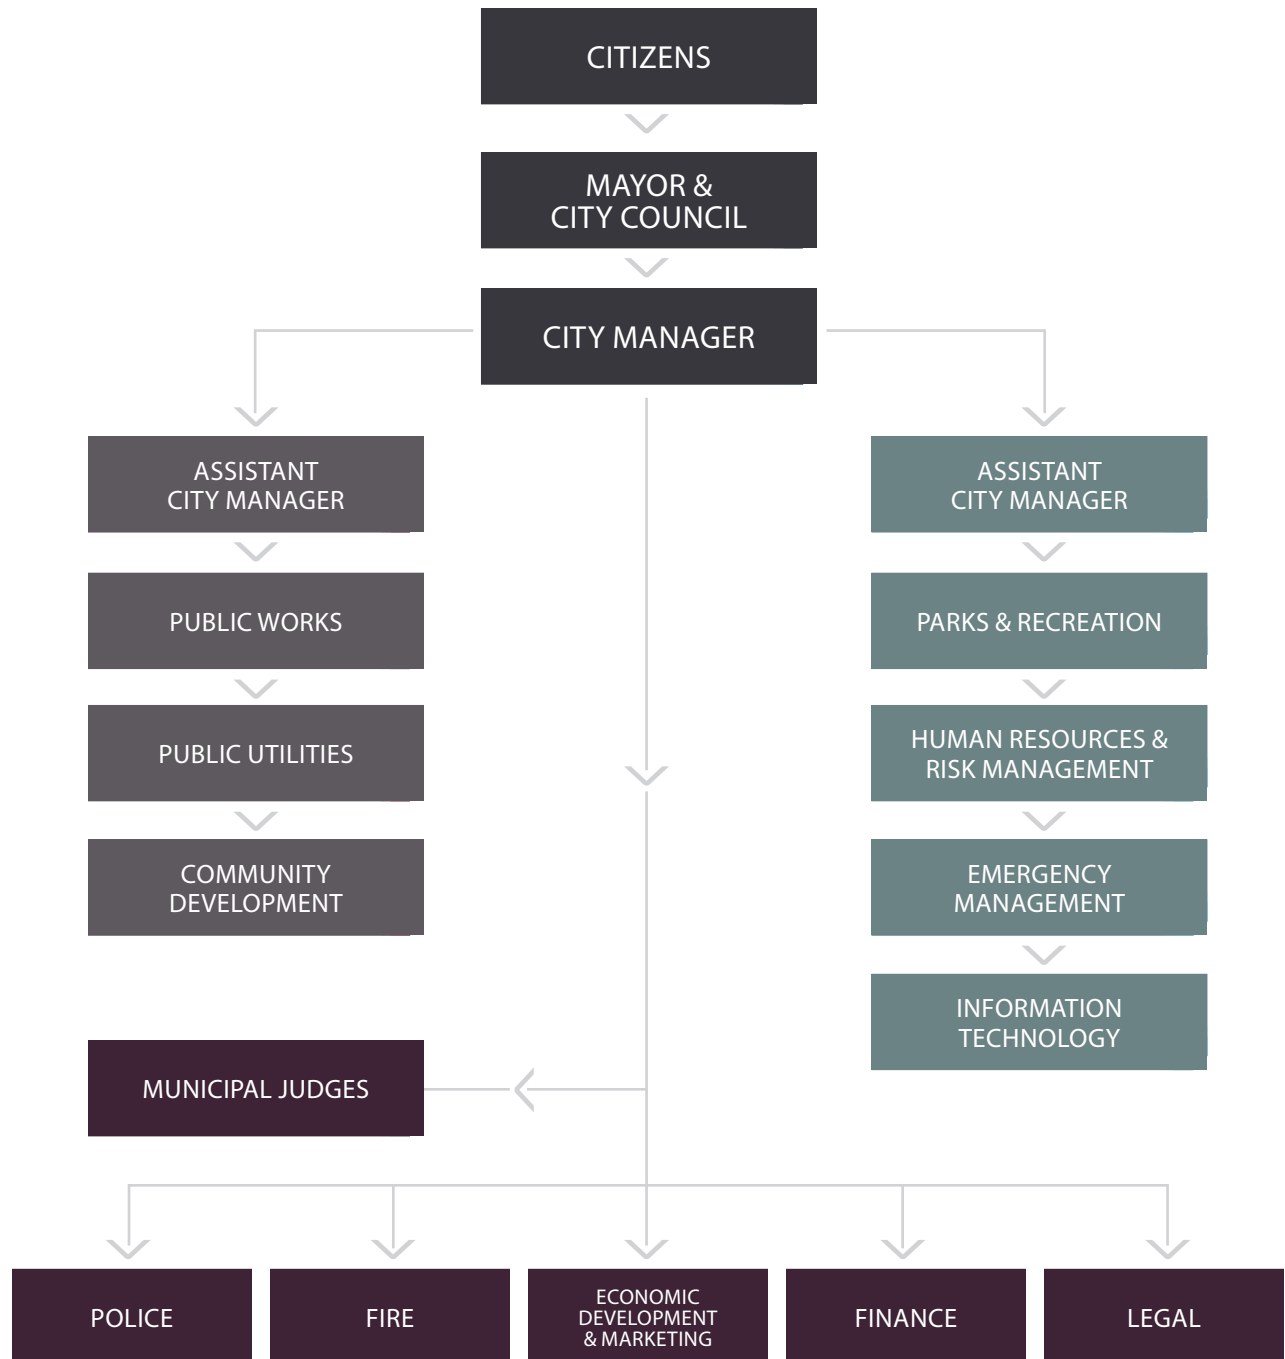 CITIZENS
MAYOR &
CITY COUNCIL
CITY MANAGER
ASSISTANT
CITY MANAGER
PUBLIC WORKS
PUBLIC UTILITIES
COMMUNITY
DEVELOPMENT
ASSISTANT
CITY MANAGER
PARKS & RECREATION
HUMAN RESOURCES &
RISK MANAGEMENT
EMERGENCY
MANAGEMENT
INFORMATION
TECHNOLOGY
MUNICIPAL JUDGES
POLICE
FIRE
ECONOMIC
DEVELOPMENT
& MARKETING
FINANCE
LEGAL